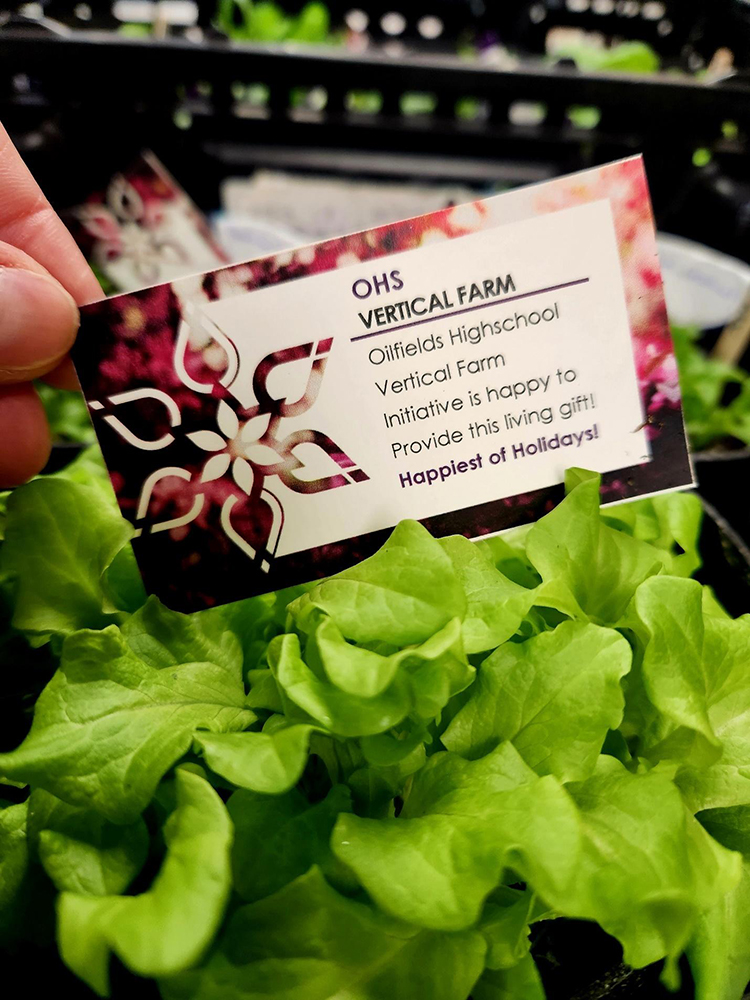 OHS
VERTICAL FARM
Oilfields Highschool
Vertical Farm
Initiative is happy to
Provide this living gift!
Happiest of Holidays!